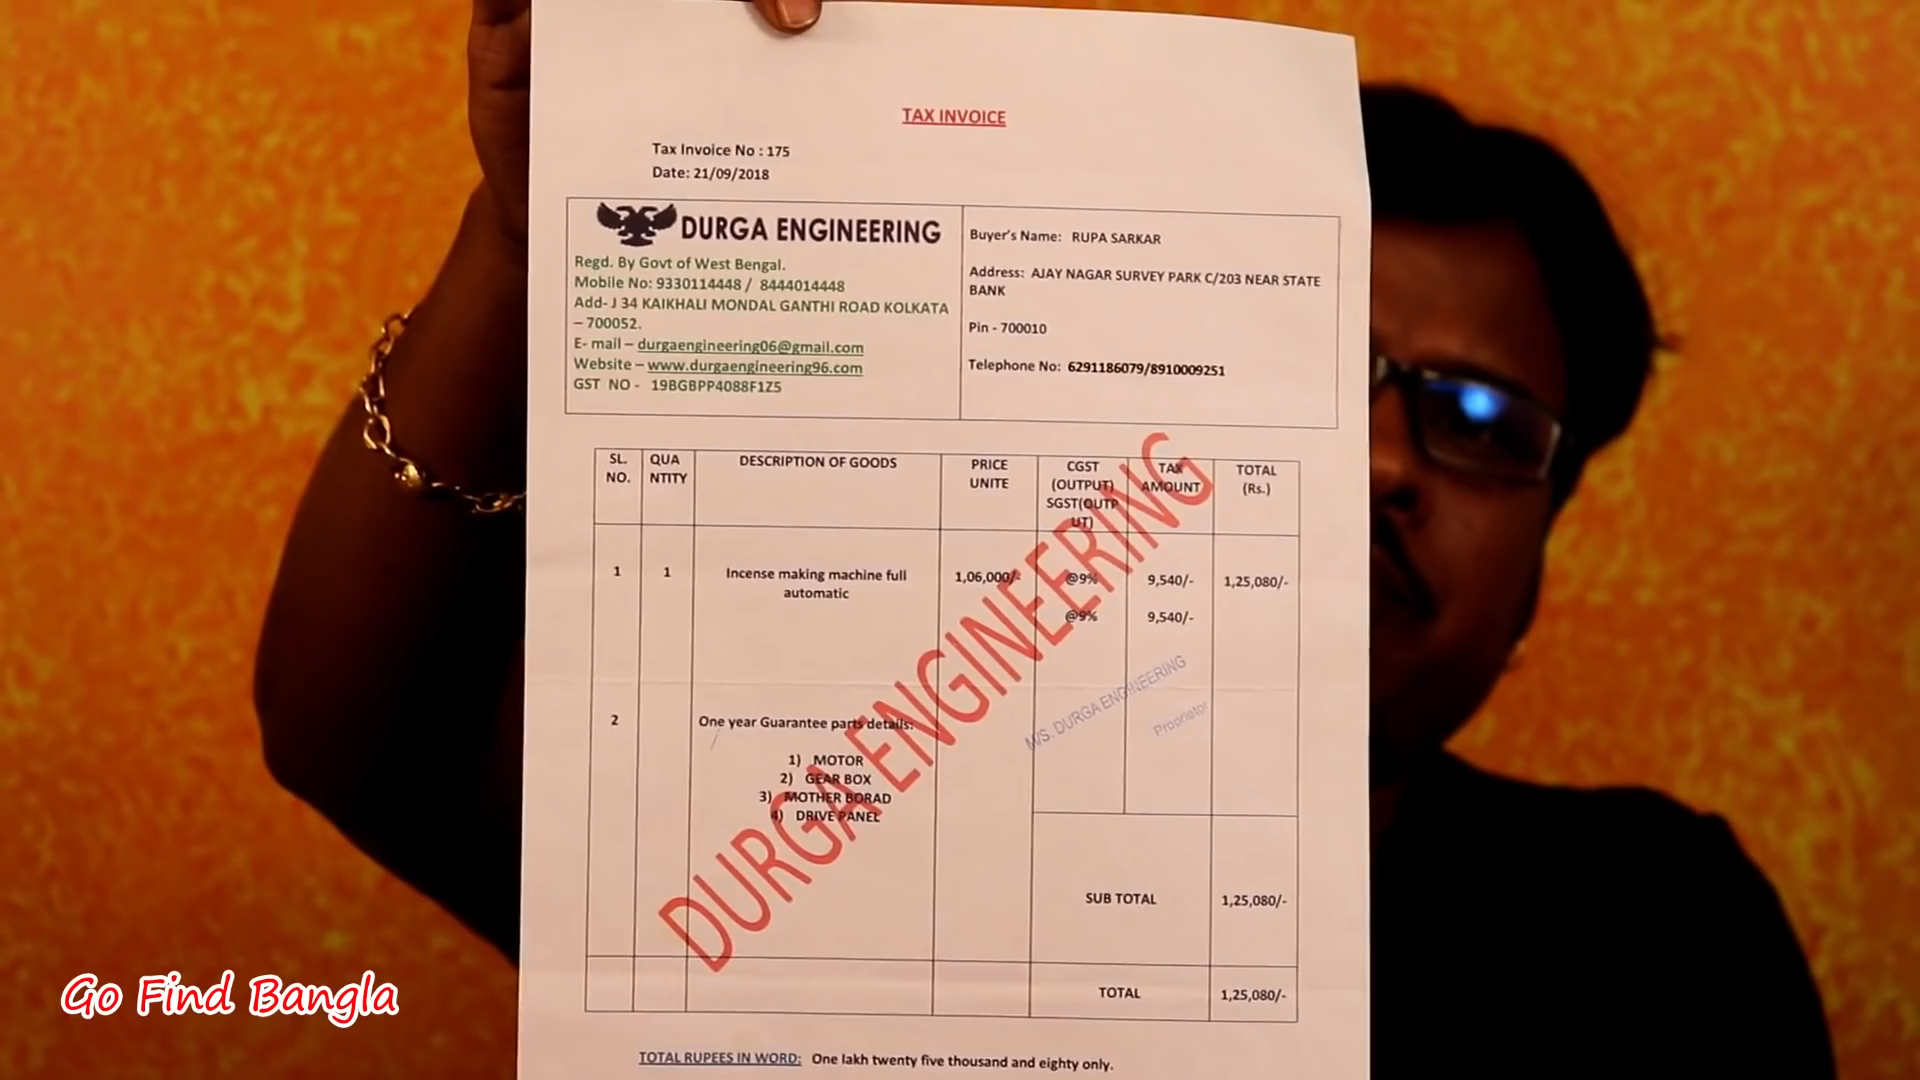 TAX INVOICE
Tax Invoice No : 175
Date: 21/09/2018
DURGA ENGINEERING
Regd. By Govt of West Bengal.
Mobile No: 9330114448 / 8444014448
Add- J 34 KAIKHALI MONDAL GANTHI ROAD KOLKATA
– 700052.
E- mail – durgaengineering06@gmail.com
Website – www.durgaengineering96.com
GST NO - 19BGBPP4088F1Z5
Buyer's Name: RUPA SARKAR
Address: AJAY NAGAR SURVEY PARK C/203 NEAR STATE
BANK
Pin - 700010
Telephone No: 6291186079/8910009251
SL.
NO.
QUA
NTITY
DESCRIPTION OF GOODS
PRICE
UNITE
CGST
(OUTPUT)
SGST(OUTP
UT)
TAX
AMOUNT
TOTAL
(Rs.)
1
1
Incense making machine full
automatic
1,06,000/-
@9%
9,540/-
1,25,080/-
@9%
9,540/-
2
One year Guarantee parts details:
1) MOTOR
2) GEAR BOX
3) MOTHER BORAD
4) DRIVE PANEL
DURGA ENGINEERING
M/S. DURGA ENGINEERING
Proprietor
SUB TOTAL
1,25,080/-
TOTAL
1,25,080/-
TOTAL RUPEES IN WORD: One lakh twenty five thousand and eighty only.
Go Find Bangla